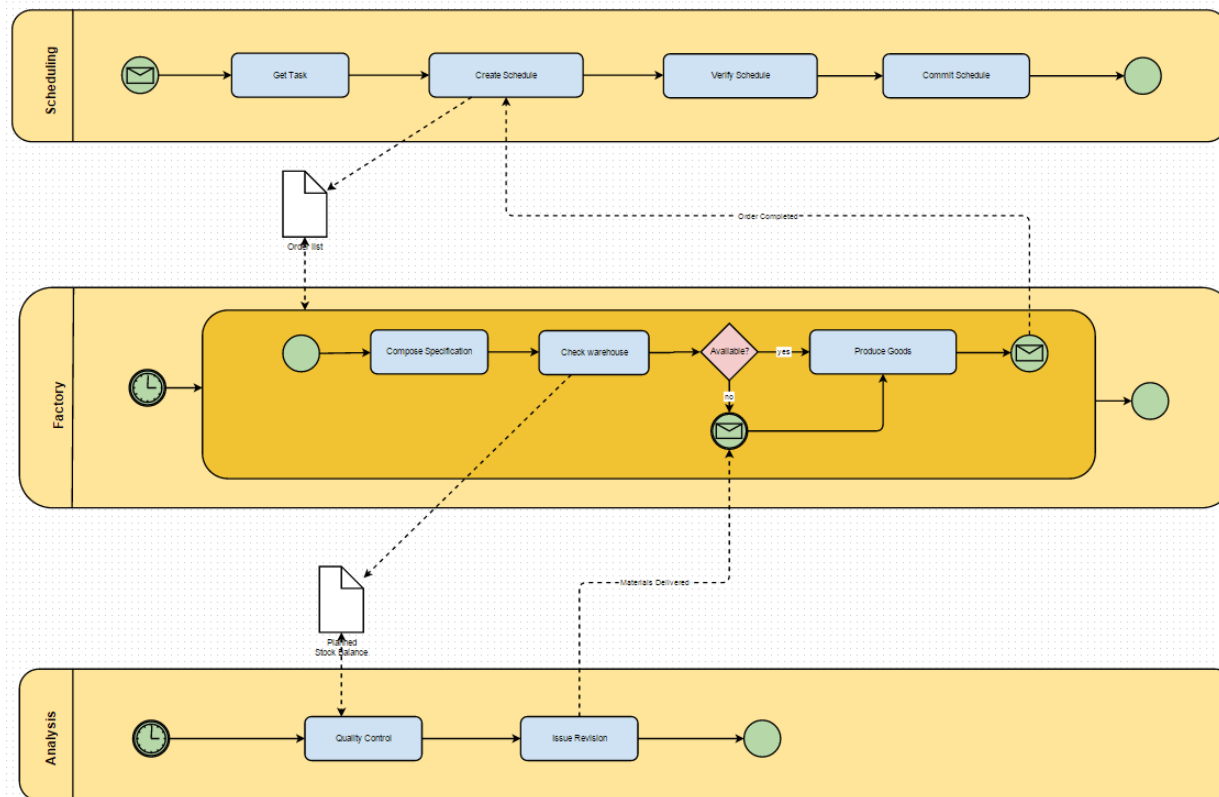 Scheduling
Get Task
Create Schedule
Verify Schedule
Commit Schedule
Order list
Order Completed
Factory
Compose Specification
Check warehouse
Available?
yes
Produce Goods
no
Planned
Stock Balance
Materials Delivered
Analysis
Quality Control
Issue Revision